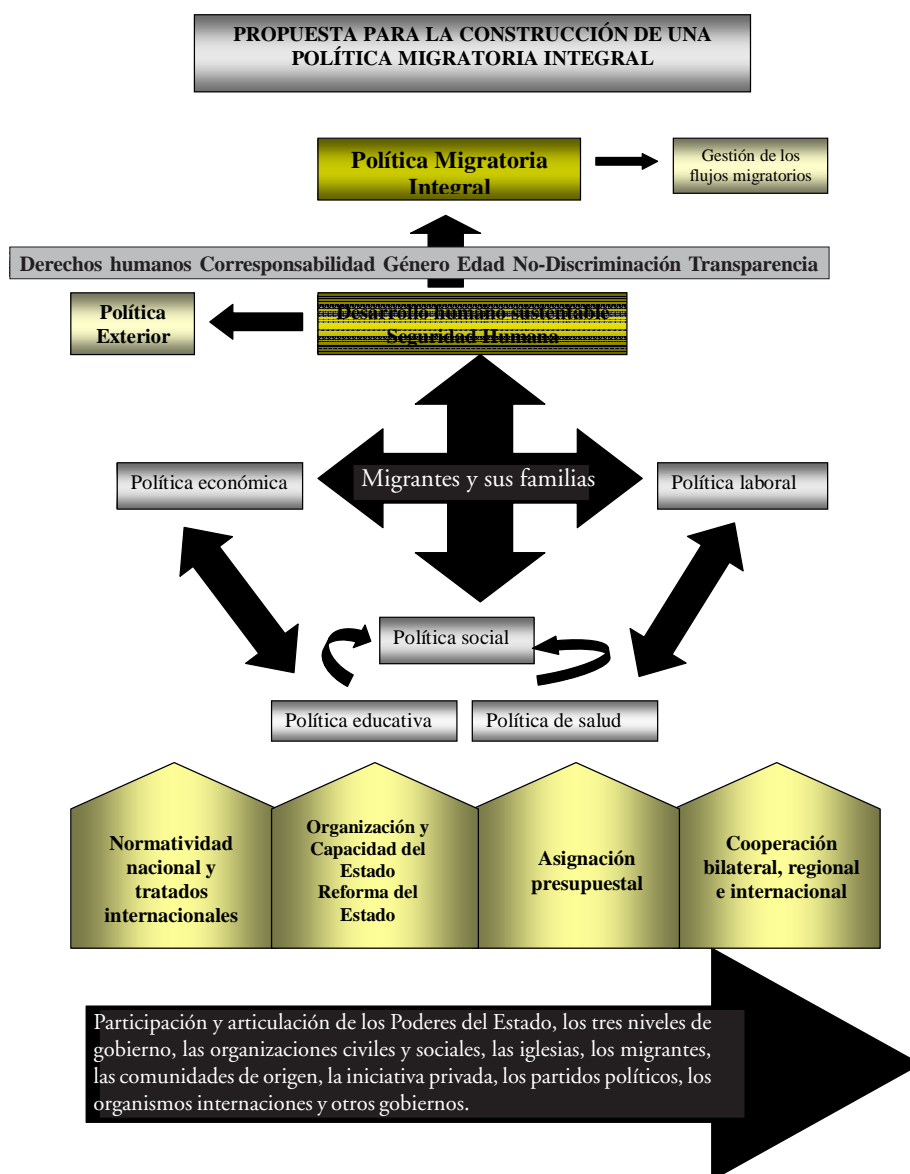 PROPUESTA PARA LA CONSTRUCCIÓN DE UNA
POLÍTICA MIGRATORIA INTEGRAL
Política Migratoria
Integral
Gestión de los
flujos migratorios
Derechos humanos Corresponsabilidad Género Edad No-Discriminación Transparencia
Política
Exterior
Desarrollo humano sustentable
Seguridad Humana
Política económica
Migrantes y sus familias
Política laboral
Política social
Política educativa
Política de salud
Normatividad
nacional y
tratados
internacionales
Organización y
Capacidad del
Estado
Reforma del
Estado
Asignación
presupuestal
Cooperación
bilateral, regional
e internacional
Participación y articulación de los Poderes del Estado, los tres niveles de
gobierno, las organizaciones civiles y sociales, las iglesias, los migrantes,
las comunidades de origen, la iniciativa privada, los partidos políticos, los
organismos internaciones y otros gobiernos.